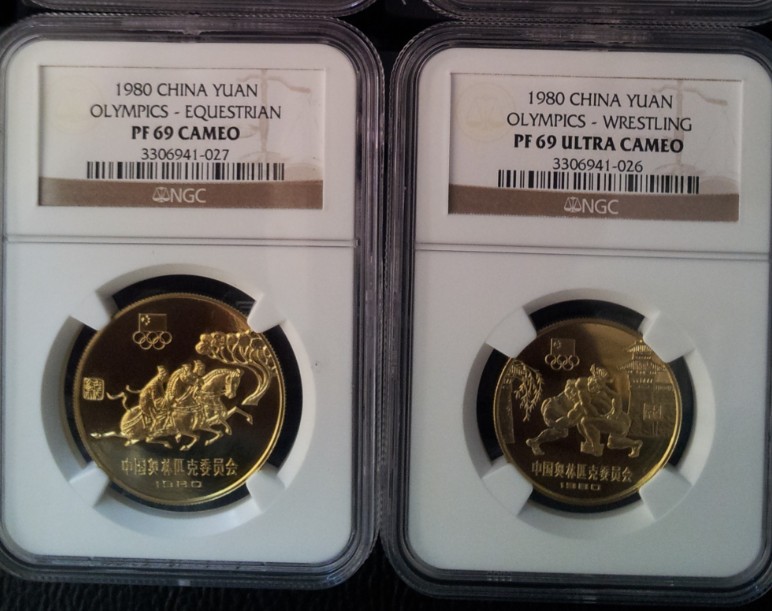 1980 CHINA YUAN
OLYMPICS - EQUESTRIAN
PF 69 CAMEO
3306941-027
NGC
中国奥林匹克委员会
1980
1980 CHINA YUAN
OLYMPICS - WRESTLING
PF 69 ULTRA CAMEO
3306941-026
NGC
中国奥林匹克委员会
1980